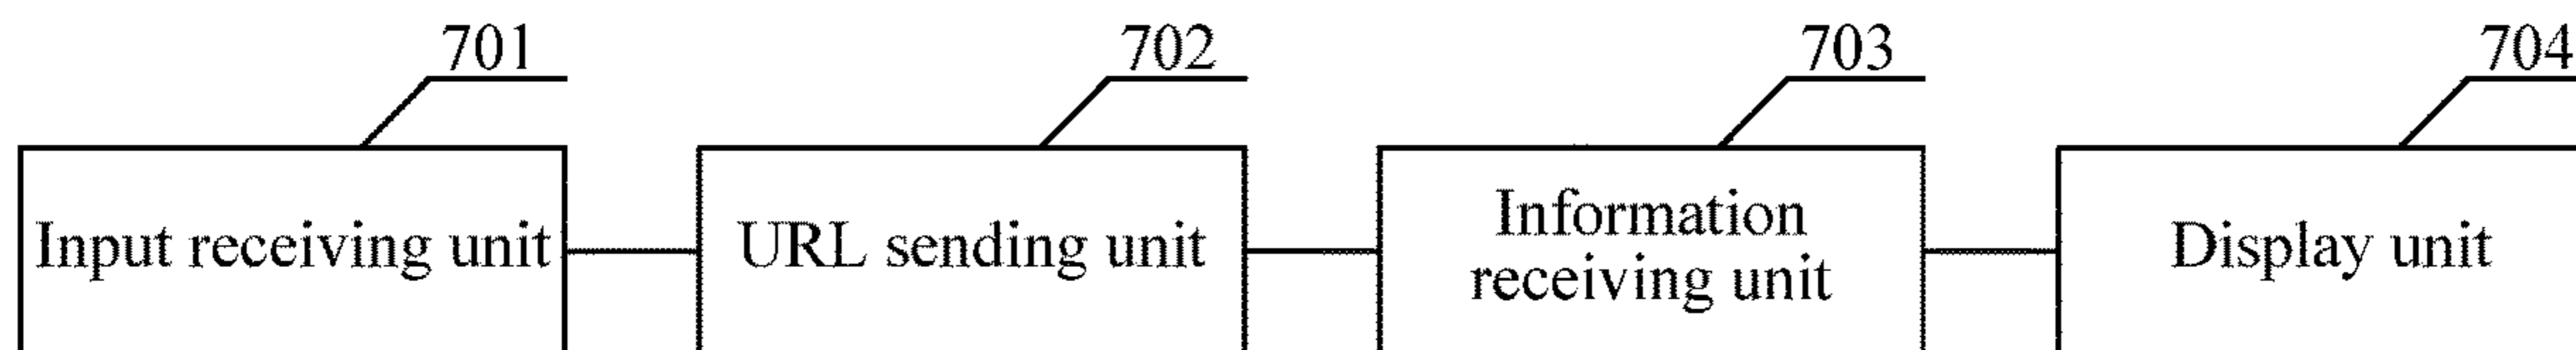 701
702
703
704
Input receiving unit
URL sending unit
Information
receiving unit
Display unit